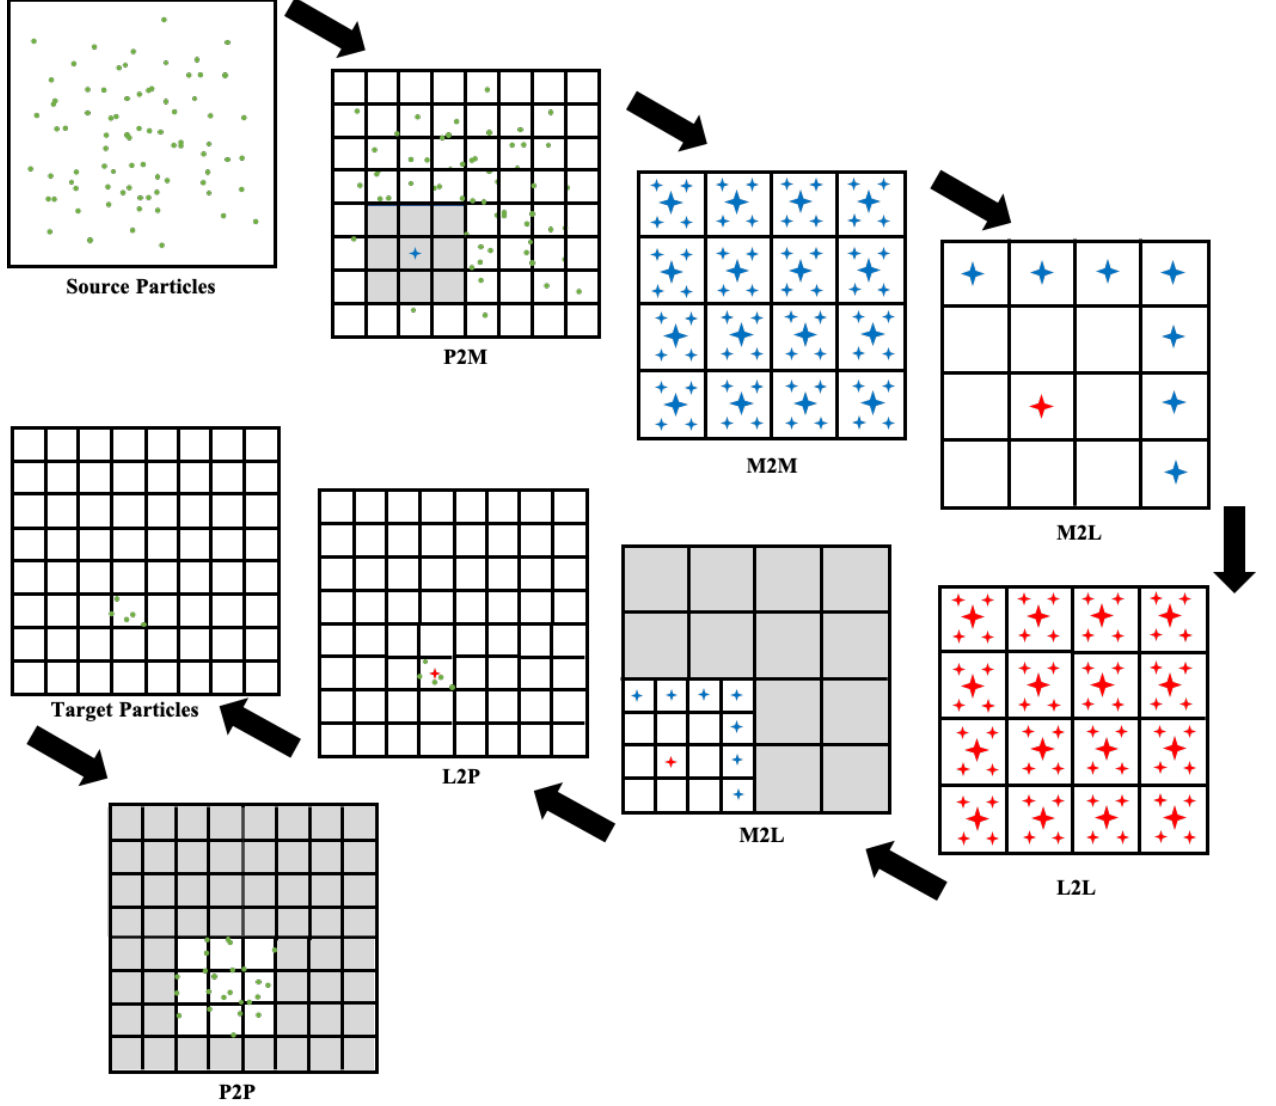 Source Particles
P2M
M2M
M2L
L2L
M2L
L2P
Target Particles
P2P